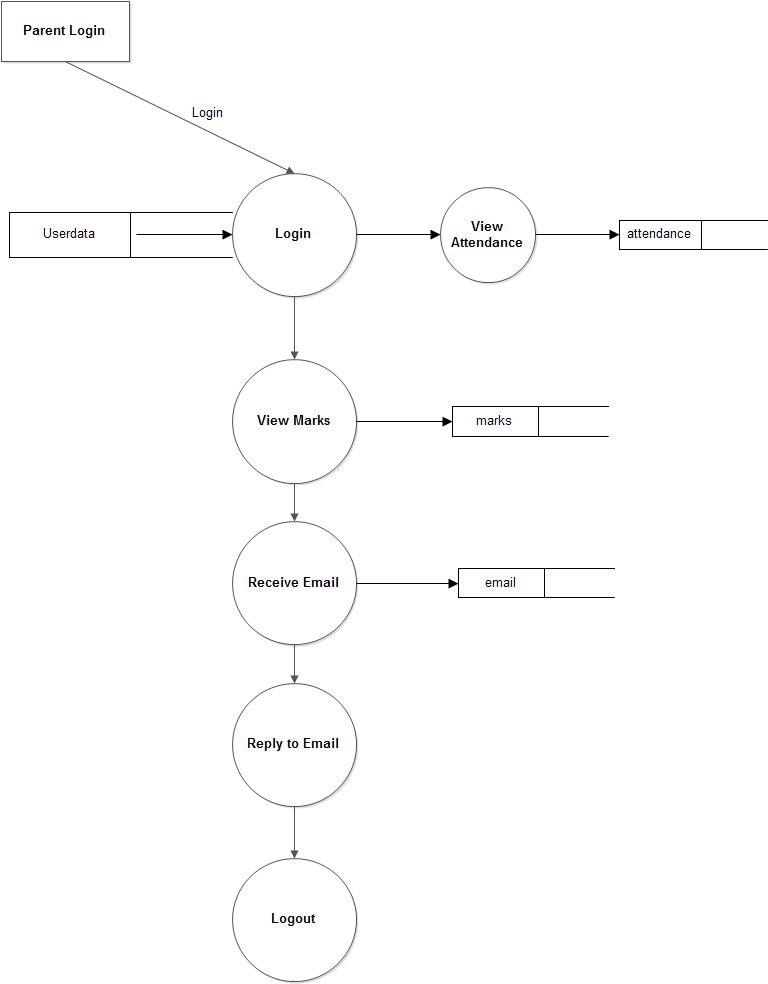 Parent Login
Login
Userdata
Login
View
Attendance
attendance
View Marks
marks
Receive Email
email
Reply to Email
Logout